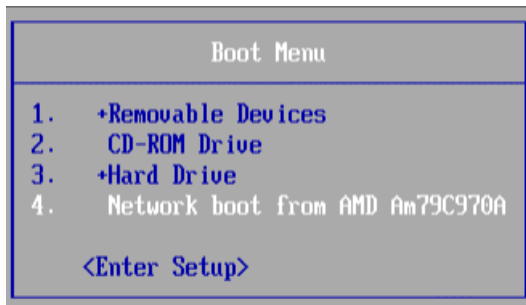 Boot Menu
1. +Removable Devices
2. CD-ROM Drive
3. +Hard Drive
4. Network boot from AMD Am79C970A
<Enter Setup>